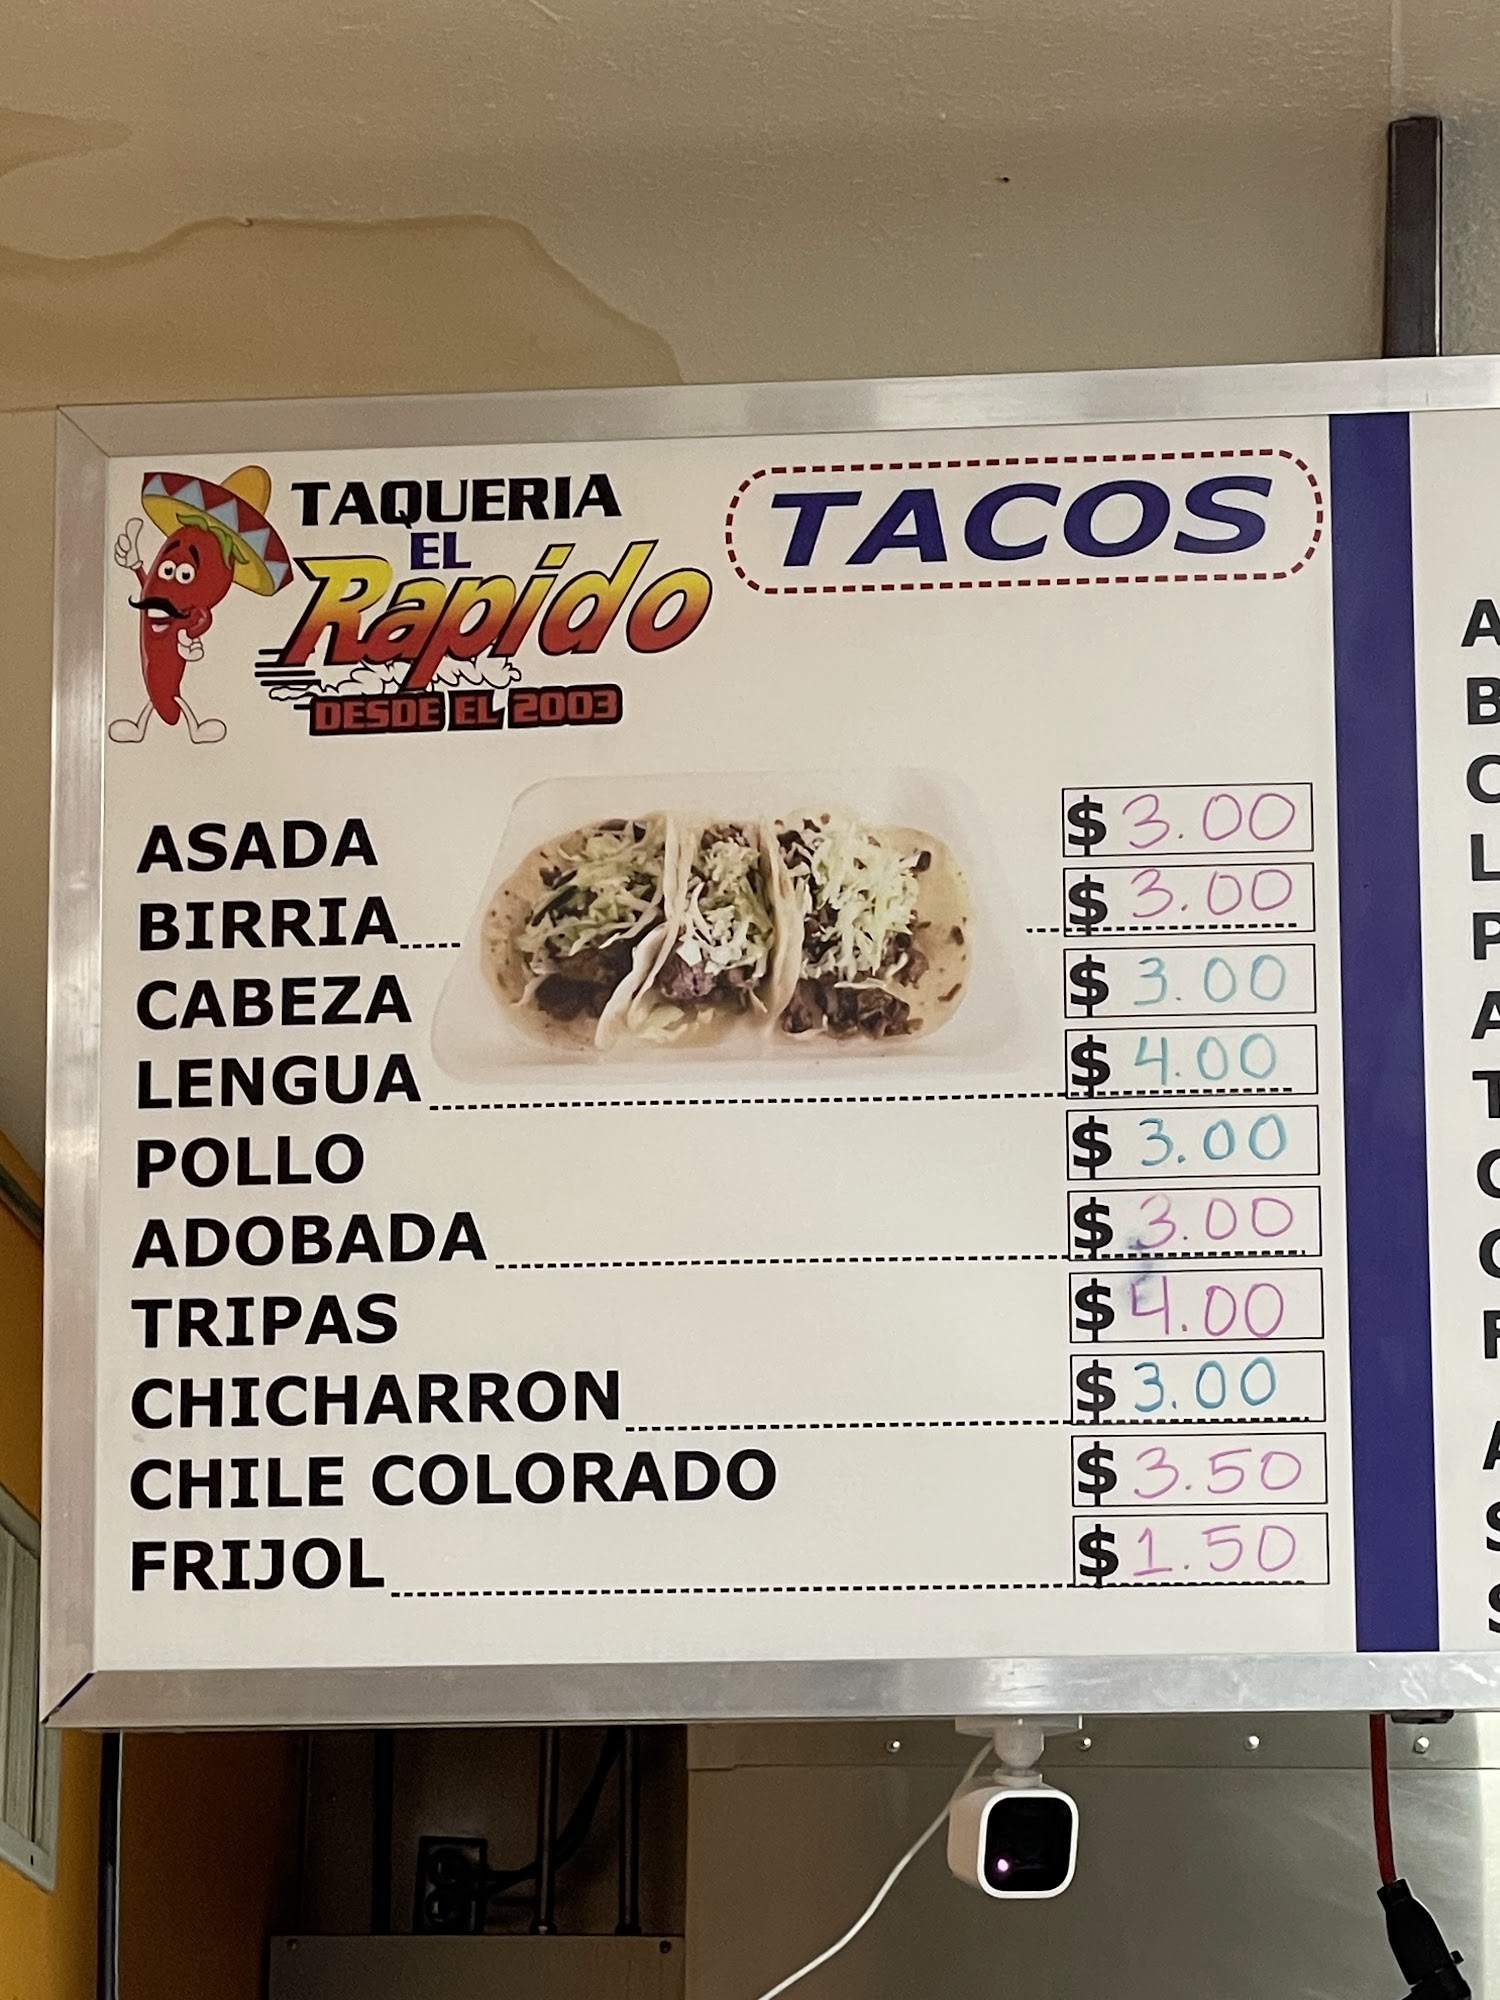 TAQUERIA
EL
Rapido
DESDE EL 2003
TACOS
ASADA $ 3.00
BIRRIA $ 3.00
CABEZA $ 3.00
LENGUA $ 4.00
POLLO $ 3.00
ADOBADA $ 3.00
TRIPAS $ 4.00
CHICHARRON $ 3.00
CHILE COLORADO $ 3.50
FRIJOL $ 1.50